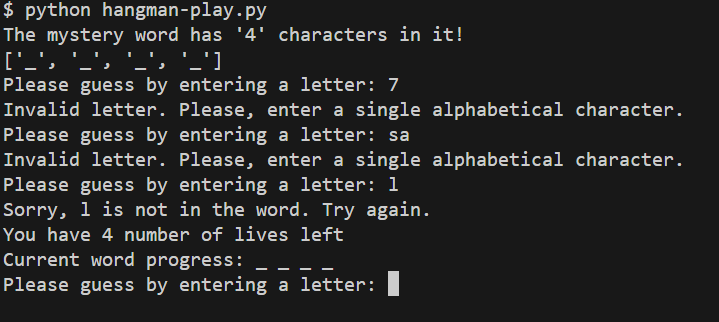 $ python hangman-play.py
The mystery word has '4' characters in it!
['_', '_', '_', '_']
Please guess by entering a letter: 7
Invalid letter. Please, enter a single alphabetical character.
Please guess by entering a letter: sa
Invalid letter. Please, enter a single alphabetical character.
Please guess by entering a letter: l
Sorry, l is not in the word. Try again.
You have 4 number of lives left
Current word progress: _ _ _ _
Please guess by entering a letter: